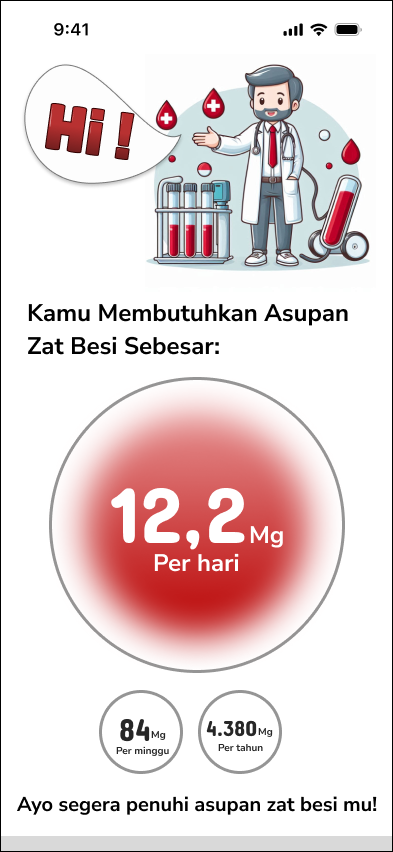 9:41
Hi !
Kamu Membutuhkan Asupan
Zat Besi Sebesar:
12,2 Mg
Per hari
84 Mg
Per minggu
4.380 Mg
Per tahun
Ayo segera penuhi asupan zat besi mu!